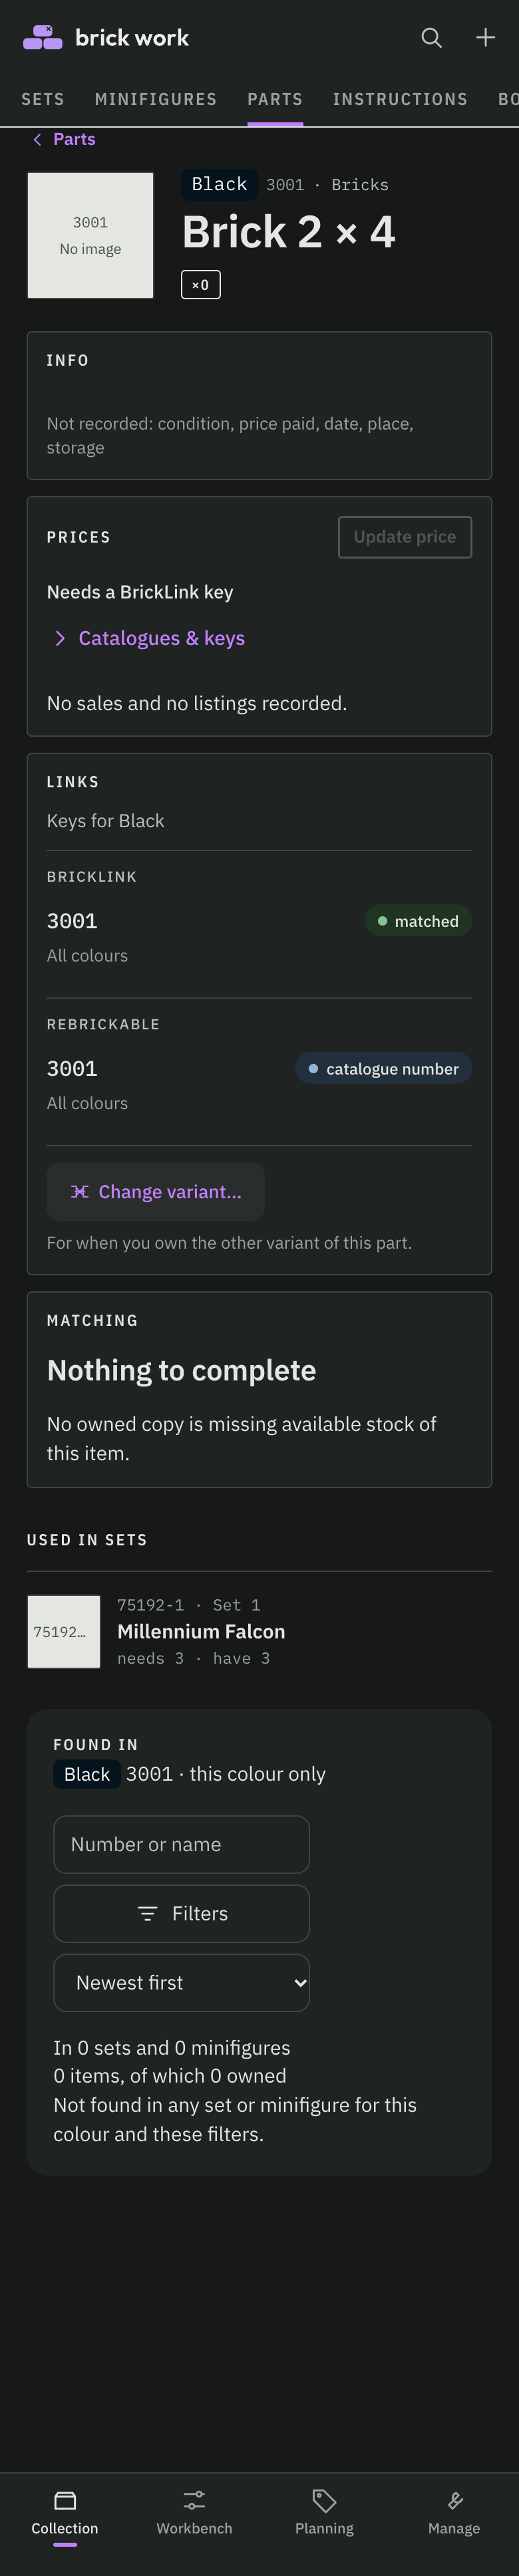 brick work
SETS MINIFIGURES PARTS INSTRUCTIONS BO
Parts
3001
No image
Black 3001 · Bricks
Brick 2 × 4
×0
INFO
Not recorded: condition, price paid, date, place,
storage
PRICES
Update price
Needs a BrickLink key
Catalogues & keys
No sales and no listings recorded.
LINKS
Keys for Black
BRICKLINK
3001
matched
All colours
REBRICKABLE
3001
catalogue number
All colours
Change variant...
For when you own the other variant of this part.
MATCHING
Nothing to complete
No owned copy is missing available stock of
this item.
USED IN SETS
75192…
75192-1 · Set 1
Millennium Falcon
needs 3 · have 3
FOUND IN
Black 3001 · this colour only
Number or name
Filters
Newest first
In 0 sets and 0 minifigures
0 items, of which 0 owned
Not found in any set or minifigure for this
colour and these filters.
Collection Workbench Planning Manage